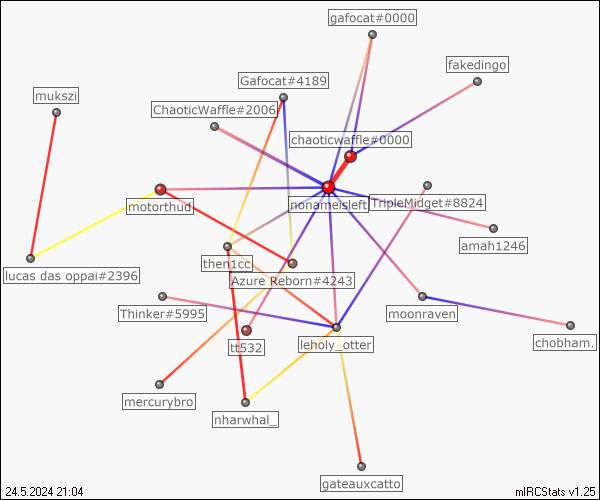 gafocat#0000
fakedingo
Gafocat#4189
mukszi
ChaoticWaffle#2006
chaoticwaffle#0000
motorthud
nonameisleft
TripleMidget#8824
amah1246
then1cc
lucas das oppai#2396
Azure Reborn#4243
Thinker#5995
moonraven
tt532
leholy_otter
chobham.
mercurybro
nharwhal_
gateauxcatto
24.5.2024 21:04
mIRCStats v1.25